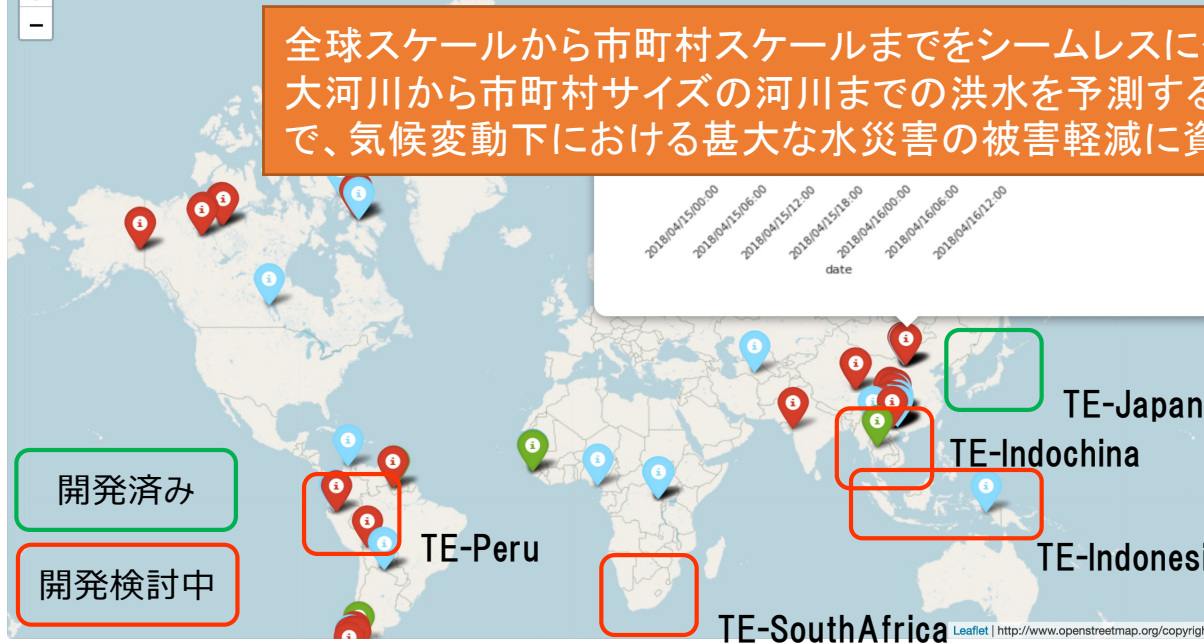 −
全球スケールから市町村スケールまでをシームレスに
大河川から市町村サイズの河川までの洪水を予測する
で、気候変動下における甚大な水災害の被害軽減に資
2018/04/15/00:00
2018/04/15/06:00
2018/04/15/12:00
2018/04/15/18:00
2018/04/16/00:00
2018/04/16/06:00
2018/04/16/12:00
date
TE-Japan
TE-Indochina
開発済み
TE-Peru
TE-Indonesi
開発検討中
TE-SouthAfrica
Leaflet | http://www.openstreetmap.org/copyrigh